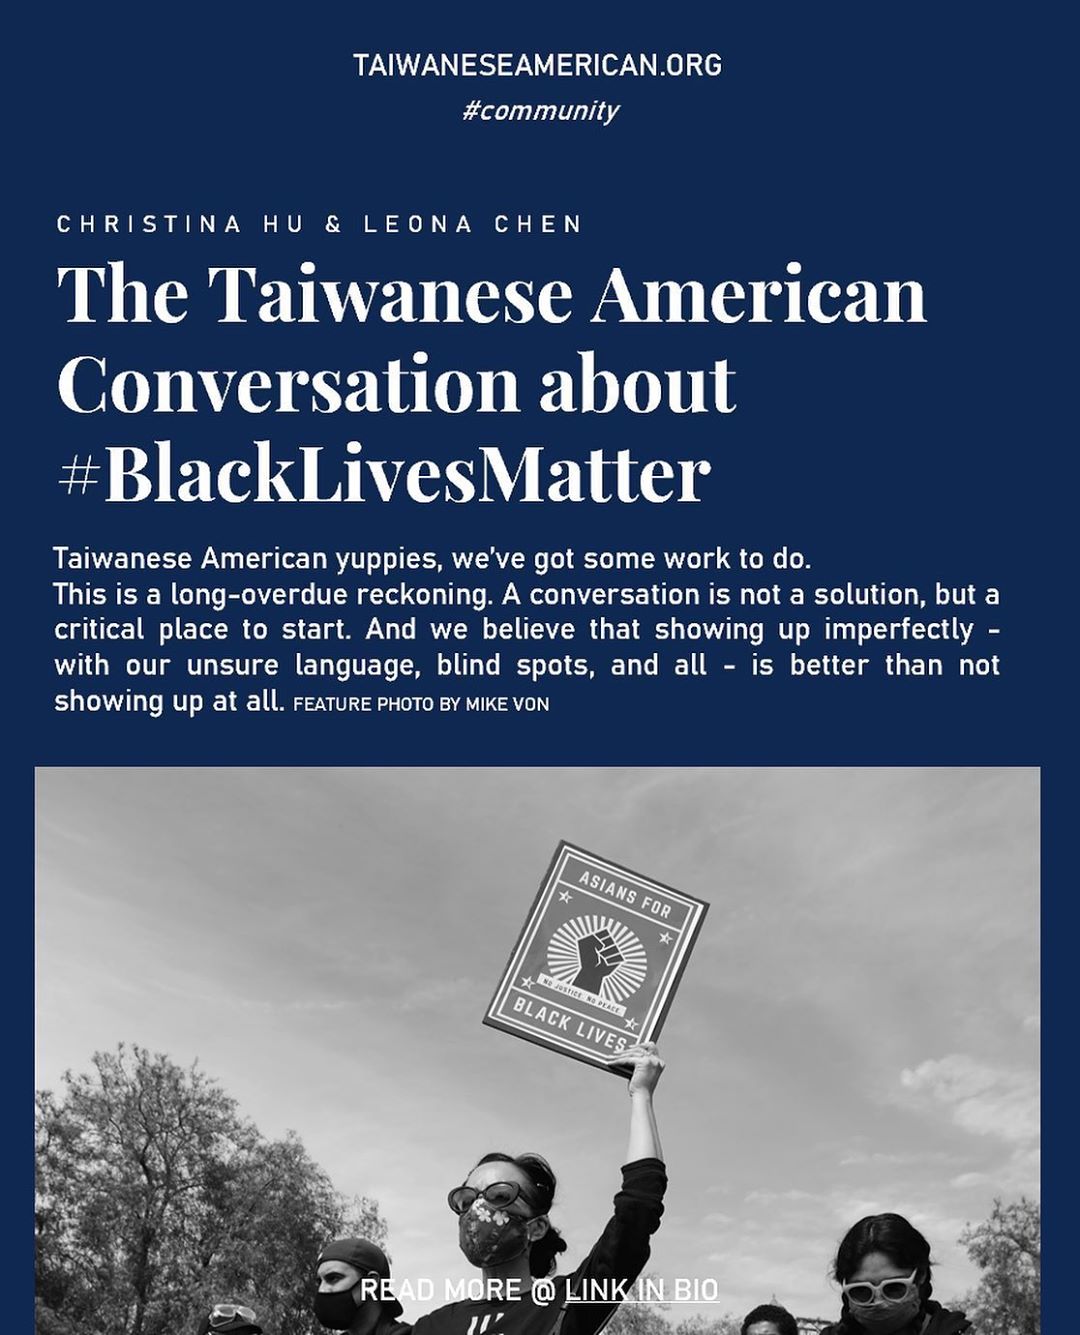 TAIWANESEAMERICAN.ORG
#community
CHRISTINA HU & LEONA CHEN
The Taiwanese American
Conversation about
#BlackLivesMatter
Taiwanese American yuppies, we've got some work to do.
This is a long-overdue reckoning. A conversation is not a solution, but a
critical place to start. And we believe that showing up imperfectly -
with our unsure language, blind spots, and all - is better than not
showing up at all. FEATURE PHOTO BY MIKE VON
ASIANS FOR
NO JUSTICE. NO PEACE.
BLACK LIVES
READ MORE @ LINK IN BIO